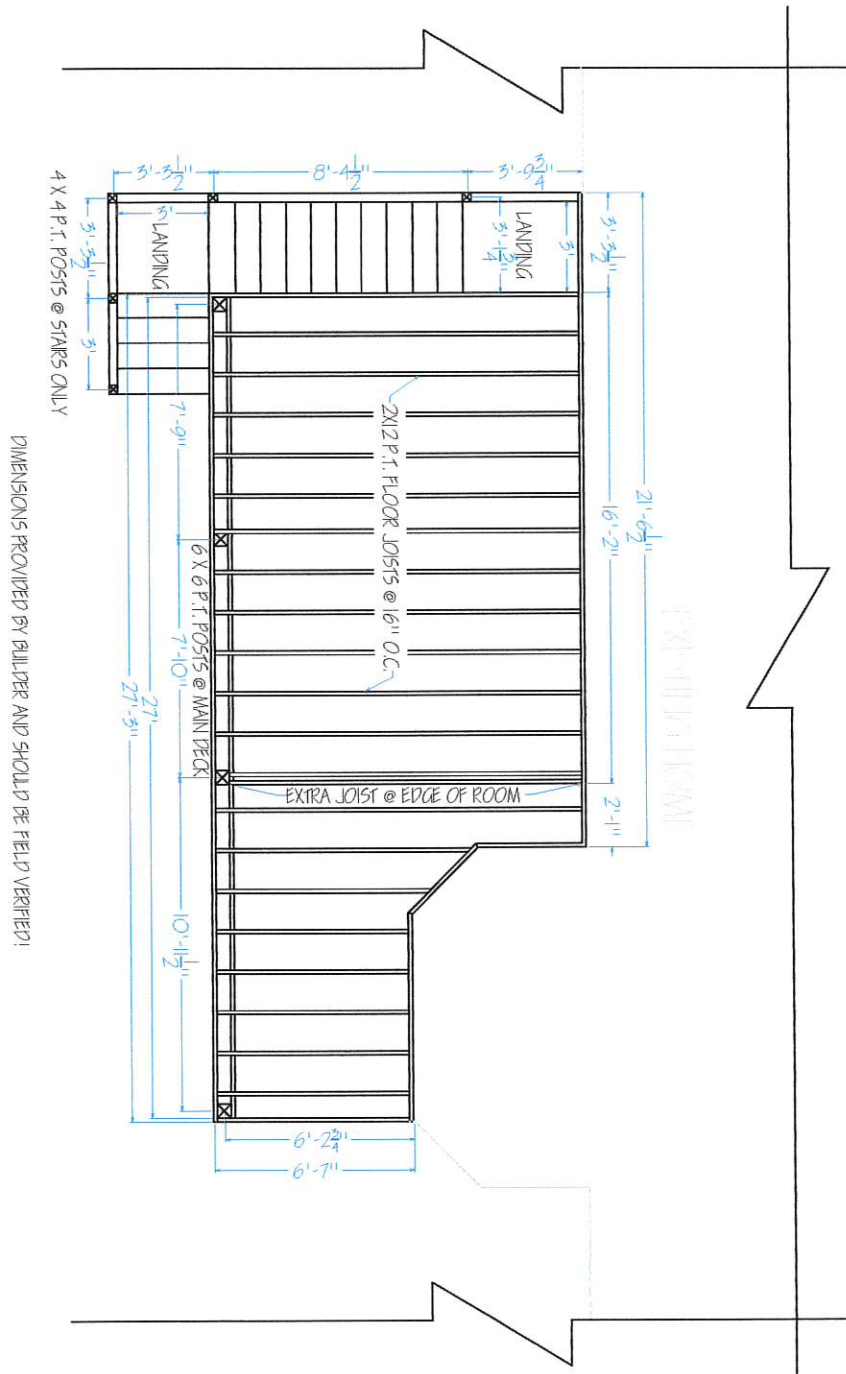 EXISTING HOME
21'-6 1/2"
3'-3 1/2"
16'-2"
2'-1"
3'
3'-9 3/4"
LANDING
3'-1 3/4"
8'-4 1/2"
2X12 P.T. FLOOR JOISTS @ 16" O.C.
EXTRA JOIST @ EDGE OF ROOM
6'-2 3/4"
6'-7"
6 X 6 P.T. POSTS @ MAIN DECK
7'-9"
7'-10"
10'-11 1/2"
27'
27'-3"
3'-3 1/2"
LANDING
3'
3'-3 1/2"
3'
4 X 4 P.T. POSTS @ STAIRS ONLY
DIMENSIONS PROVIDED BY BUILDER AND SHOULD BE FIELD VERIFIED!